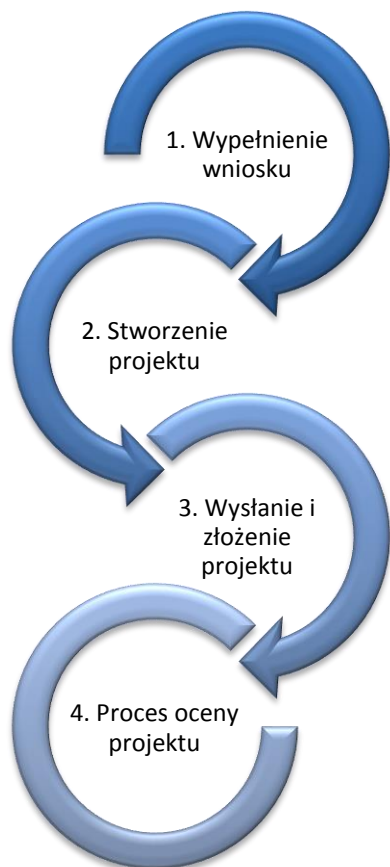 1. Wypełnienie
wniosku
2. Stworzenie
projektu
3. Wysłanie i
złożenie
projektu
4. Proces oceny
projektu